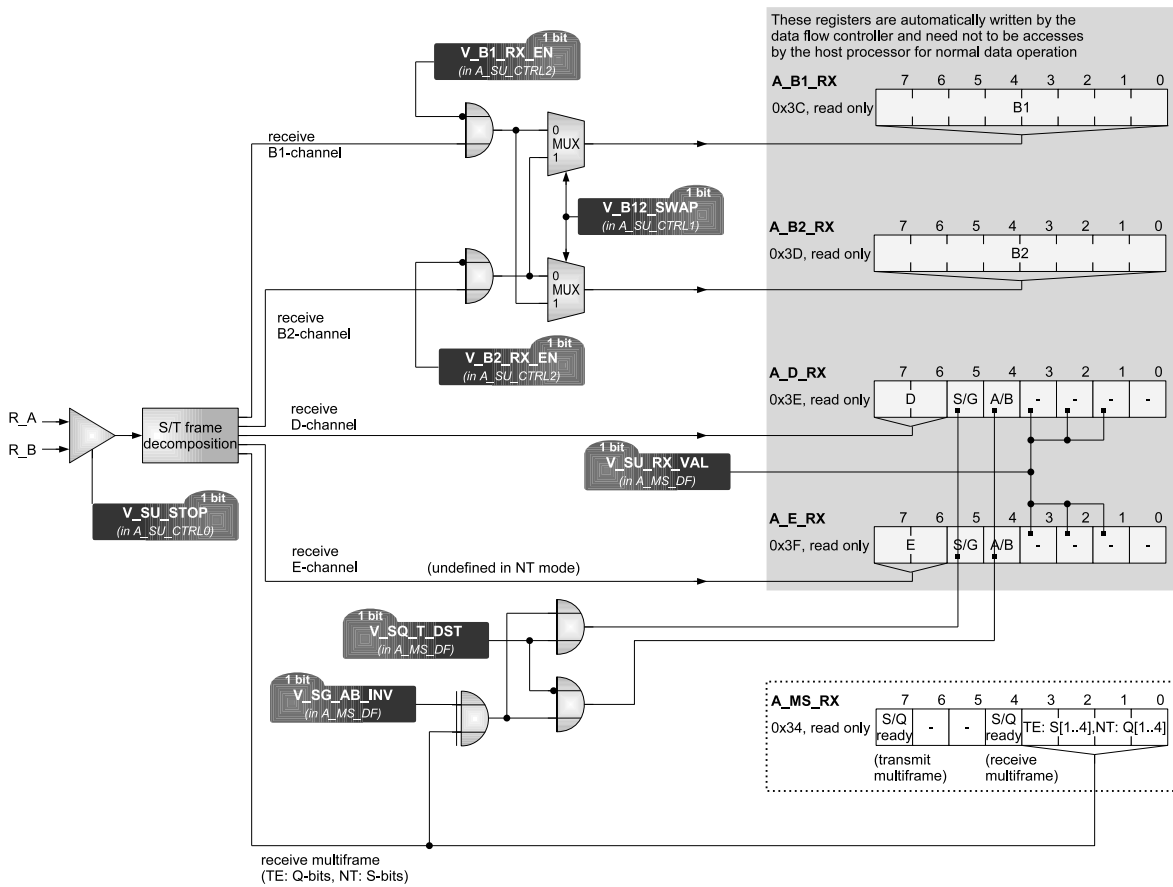 These registers are automatically written by the
data flow controller and need not to be accesses
by the host processor for normal data operation
1 bit
V_B1_RX_EN
(in A_SU_CTRL2)
A_B1_RX
7 6 5 4 3 2 1 0
0x3C, read only
B1
receive
B1-channel
0
MUX
1
1 bit
V_B12_SWAP
(in A_SU_CTRL1)
A_B2_RX
7 6 5 4 3 2 1 0
0x3D, read only
B2
0
MUX
1
receive
B2-channel
1 bit
V_B2_RX_EN
(in A_SU_CTRL2)
A_D_RX
7 6 5 4 3 2 1 0
0x3E, read only
D S/G A/B - - - -
R_A
R_B
S/T frame
decomposition
receive
D-channel
1 bit
V_SU_RX_VAL
(in A_MS_DF)
1 bit
V_SU_STOP
(in A_SU_CTRL0)
A_E_RX
7 6 5 4 3 2 1 0
0x3F, read only
E S/G A/B - - - -
receive
E-channel
(undefined in NT mode)
1 bit
V_SQ_T_DST
(in A_MS_DF)
1 bit
V_SG_AB_INV
(in A_MS_DF)
A_MS_RX
7 6 5 4 3 2 1 0
0x34, read only
S/Q
ready
- -
S/Q
ready
TE: S[1..4],NT: Q[1..4]
(transmit
multiframe)
(receive
multiframe)
receive multiframe
(TE: Q-bits, NT: S-bits)